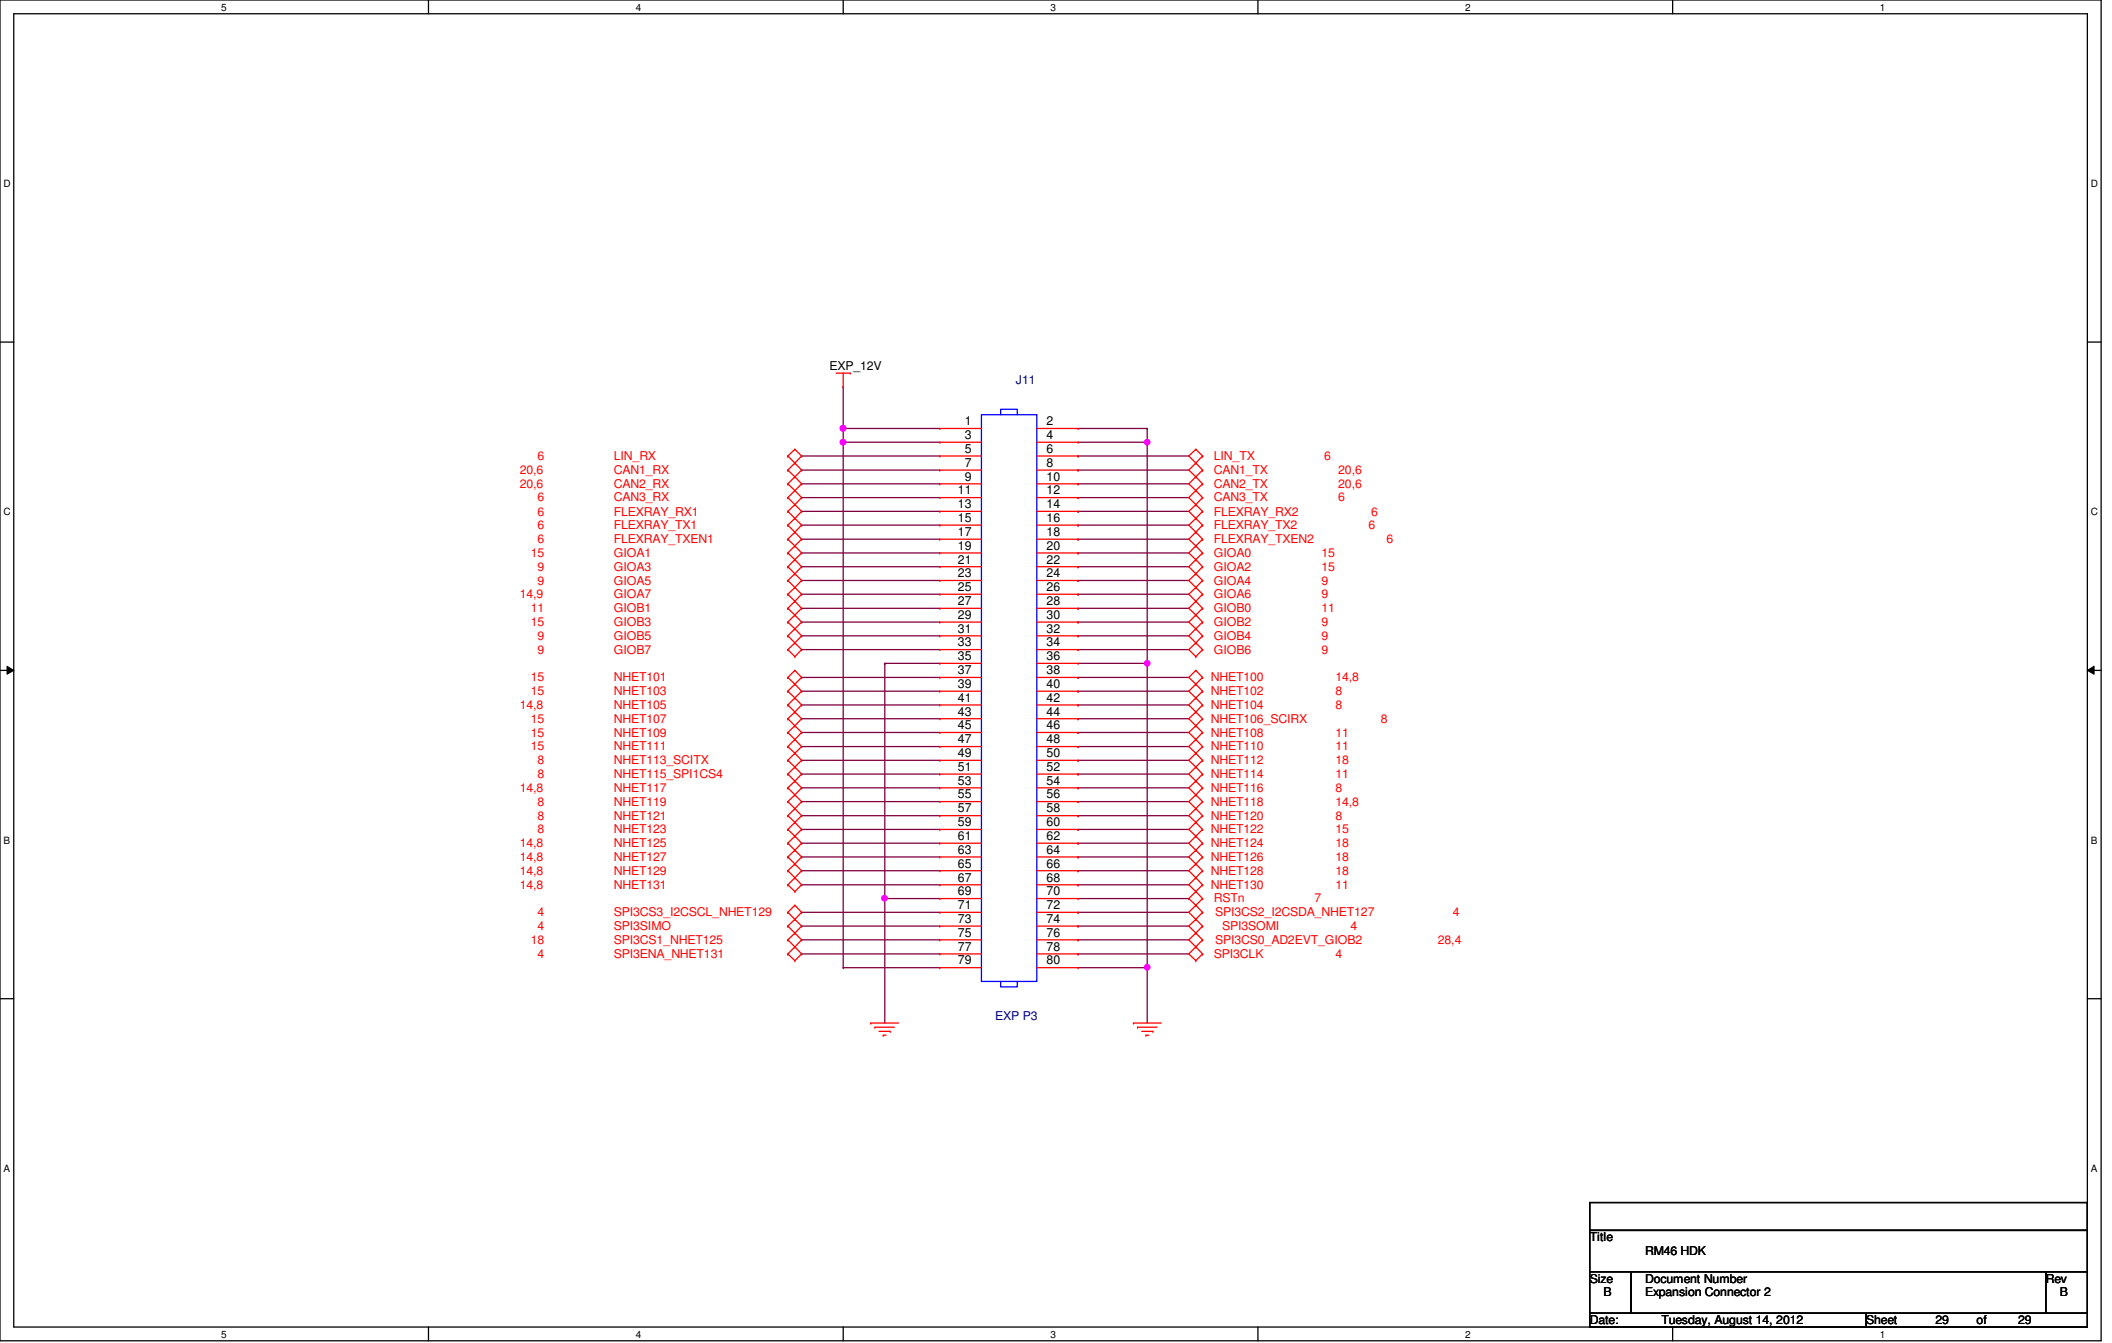 5 4 3 2 1
D D
EXP_12V
J11
1 2
3 4
6 LIN_RX 5 6 LIN_TX 6
20,6 CAN1_RX 7 8 CAN1_TX 20,6
20,6 CAN2_RX 9 10 CAN2_TX 20,6
6 CAN3_RX 11 12 CAN3_TX 6
6 FLEXRAY_RX1 13 14 FLEXRAY_RX2 6
C C
6 FLEXRAY_TX1 15 16 FLEXRAY_TX2 6
6 FLEXRAY_TXEN1 17 18 FLEXRAY_TXEN2 6
15 GIOA1 19 20 GIOA0 15
9 GIOA3 21 22 GIOA2 15
9 GIOA5 23 24 GIOA4 9
14,9 GIOA7 25 26 GIOA6 9
11 GIOB1 27 28 GIOB0 11
15 GIOB3 29 30 GIOB2 9
9 GIOB5 31 32 GIOB4 9
9 GIOB7 33 34 GIOB6 9
35 36
15 NHET101 37 38 NHET100 14,8
15 NHET103 39 40 NHET102 8
14,8 NHET105 41 42 NHET104 8
15 NHET107 43 44 NHET106_SCIRX 8
15 NHET109 45 46 NHET108 11
15 NHET111 47 48 NHET110 11
8 NHET113_SCITX 49 50 NHET112 18
8 NHET115_SPI1CS4 51 52 NHET114 11
14,8 NHET117 53 54 NHET116 8
8 NHET119 55 56 NHET118 14,8
8 NHET121 57 58 NHET120 8
8 NHET123 59 60 NHET122 15
B B
14,8 NHET125 61 62 NHET124 18
14,8 NHET127 63 64 NHET126 18
14,8 NHET129 65 66 NHET128 18
14,8 NHET131 67 68 NHET130 11
69 70 RSTn 7
4 SPI3CS3_I2CSCL_NHET129 71 72 SPI3CS2_I2CSDA_NHET127 4
4 SPI3SIMO 73 74 SPI3SOMI 4
18 SPI3CS1_NHET125 75 76 SPI3CS0_AD2EVT_GIOB2 28,4
4 SPI3ENA_NHET131 77 78 SPI3CLK 4
79 80
EXP P3
A A
Title
RM46 HDK
Size Document Number Rev
B Expansion Connector 2 B
Date: Tuesday, August 14, 2012 Sheet 29 of 29
5 4 3 2 1